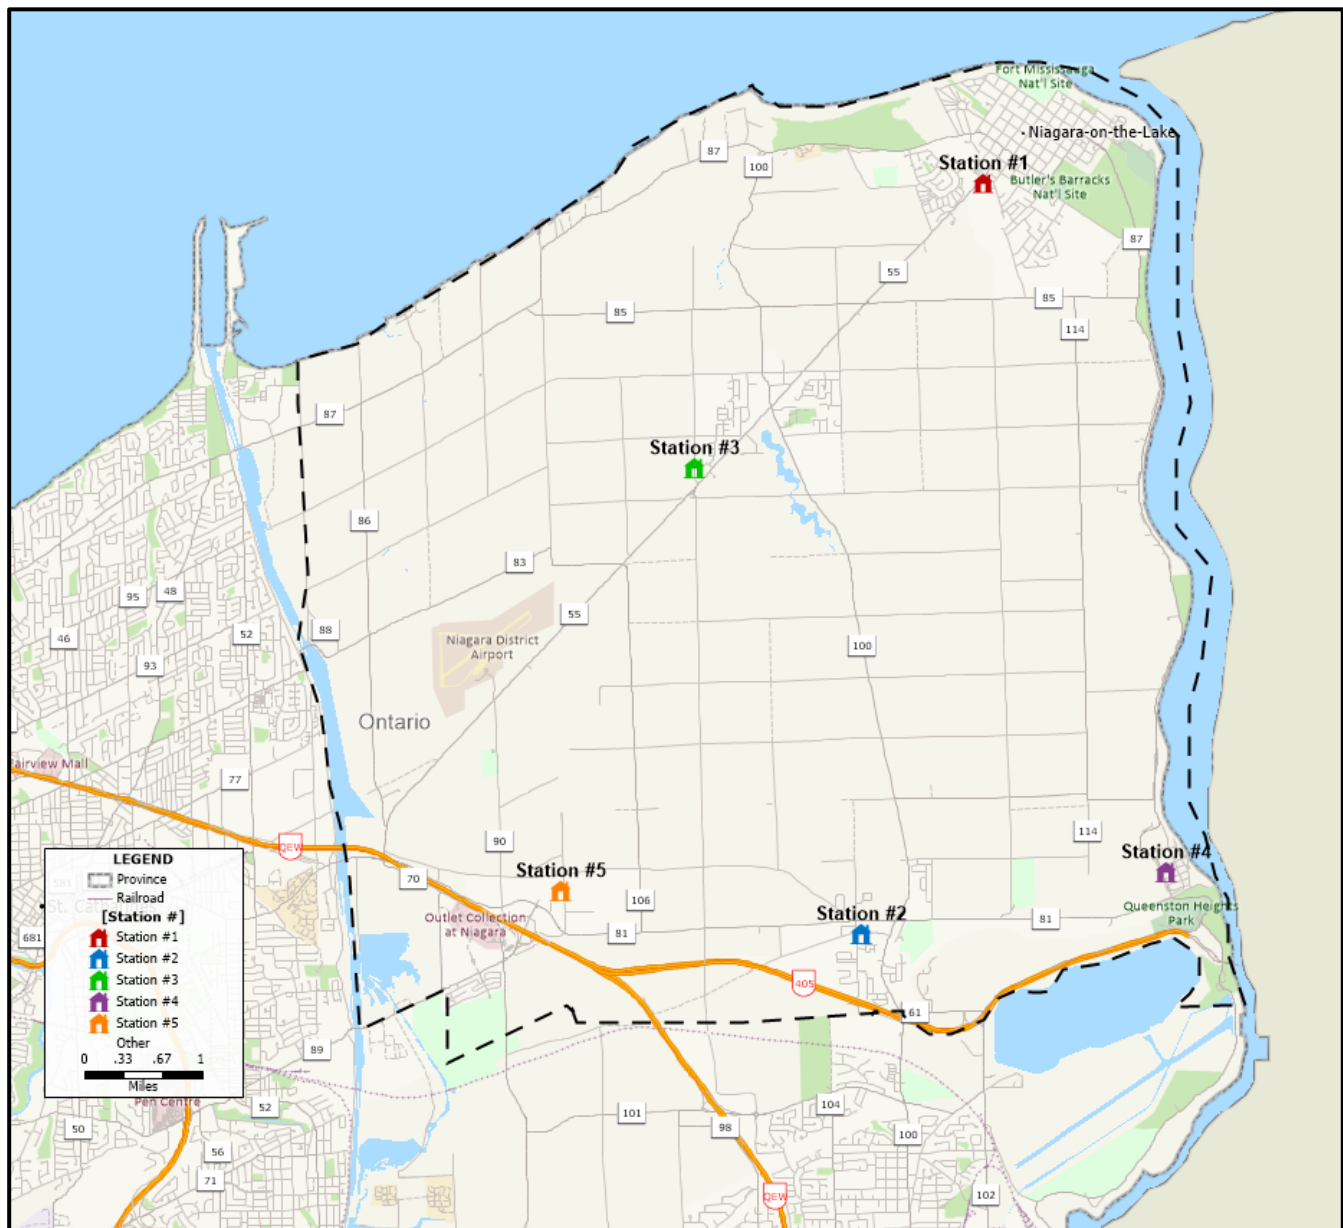 Fort Mississauga
Nat'l Site
Niagara-on-the-Lake
87
100
Station #1
Butler's Barracks
Nat'l Site
87
55
85
85
114
87
Station #3
86
83
95
48
55
46
52
88
93
Niagara District
Airport
100
Ontario
Fairview Mall
77
QEW
90
114
Station #4
70
Station #5
106
Queenston Heights
Park
Outlet Collection
at Niagara
81
Station #2
81
405
61
LEGEND
Province
Railroad
[Station #]
Station #1
Station #2
Station #3
Station #4
Station #5
Other
0 .33 .67 1
Miles
681
89
Pen Centre
52
50
101
98
104
100
56
71
QEW
102